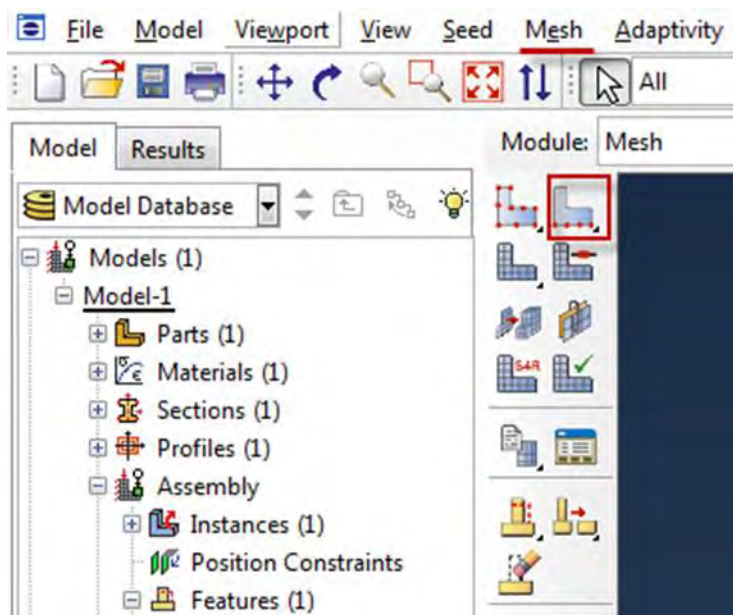 File Model Viewport View Seed Mesh Adaptivity
All
Model Results
Module: Mesh
Model Database
Models (1)
Model-1
Parts (1)
Materials (1)
Sections (1)
Profiles (1)
Assembly
Instances (1)
Position Constraints
Features (1)
S4R